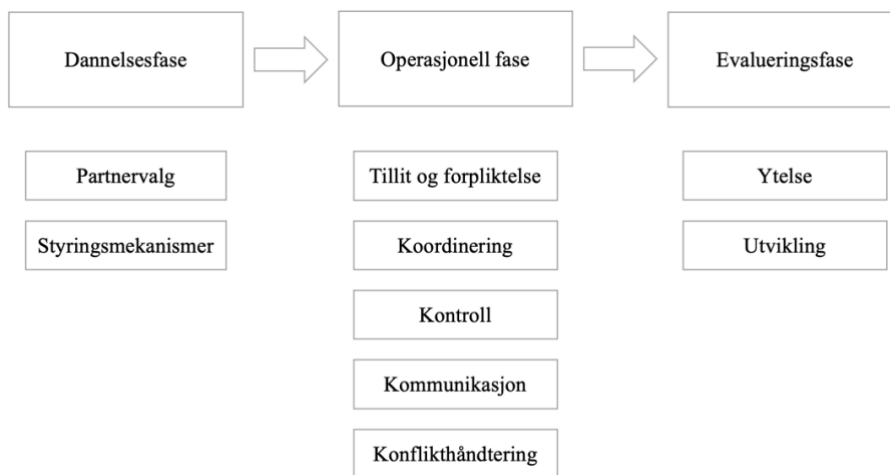 Dannelsesfase
Operasjonell fase
Evalueringsfase
Partnervalg
Tillit og forpliktelse
Ytelse
Styringsmekanismer
Koordinering
Utvikling
Kontroll
Kommunikasjon
Konflikthåndtering